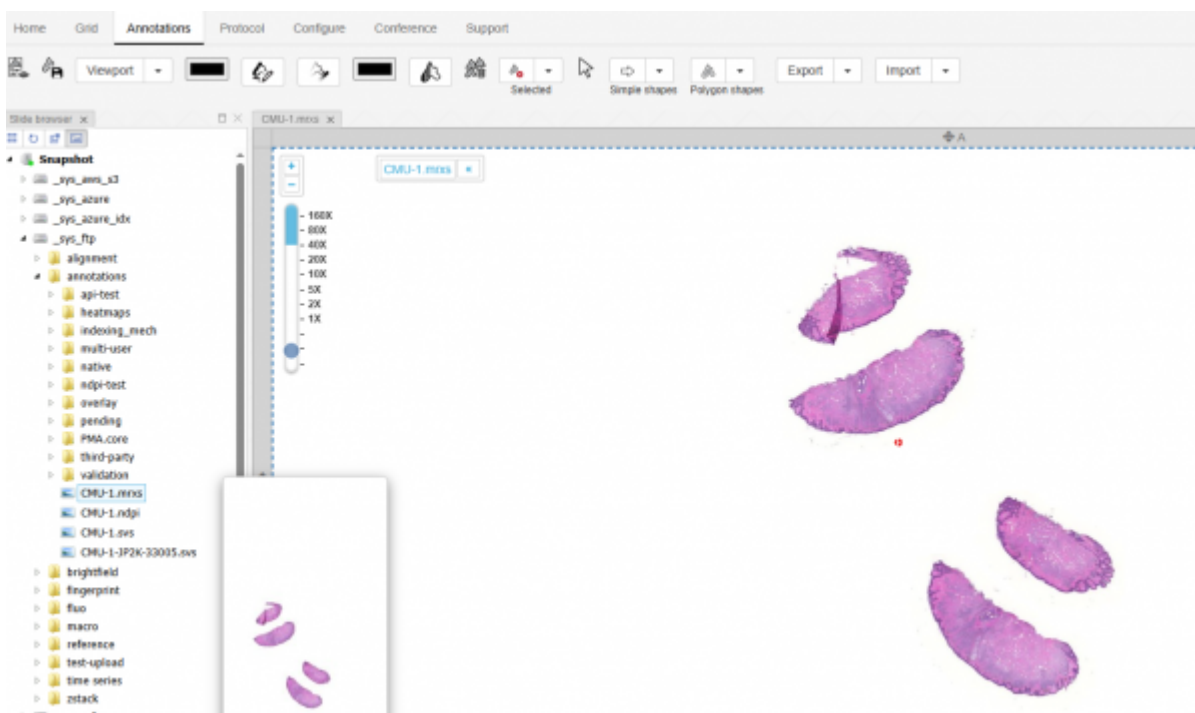 Home Grid Annotations Protocol Configure Conference Support
Viewport Export Import
Selected Simple shapes Polygon shapes
Slide browser x CMU-1.mrxs x
A
Snapshot
CMU-1.mrxs «
_sys_aws_s3
_sys_azure
_sys_azure_idx
_sys_ftp
alignment
annotations
api-test
heatmaps
indexing_mech
multi-user
native
ndpi-test
overlay
pending
PMA.core
third-party
validation
CMU-1.mrxs
CMU-1.ndpi
CMU-1.svs
CMU-1-JP2K-33005.svs
brightfield
fingerprint
fluo
macro
reference
test-upload
time series
zstack
+
-
- 160X
- 80X
- 40X
- 20X
- 10X
- 5X
- 2X
- 1X